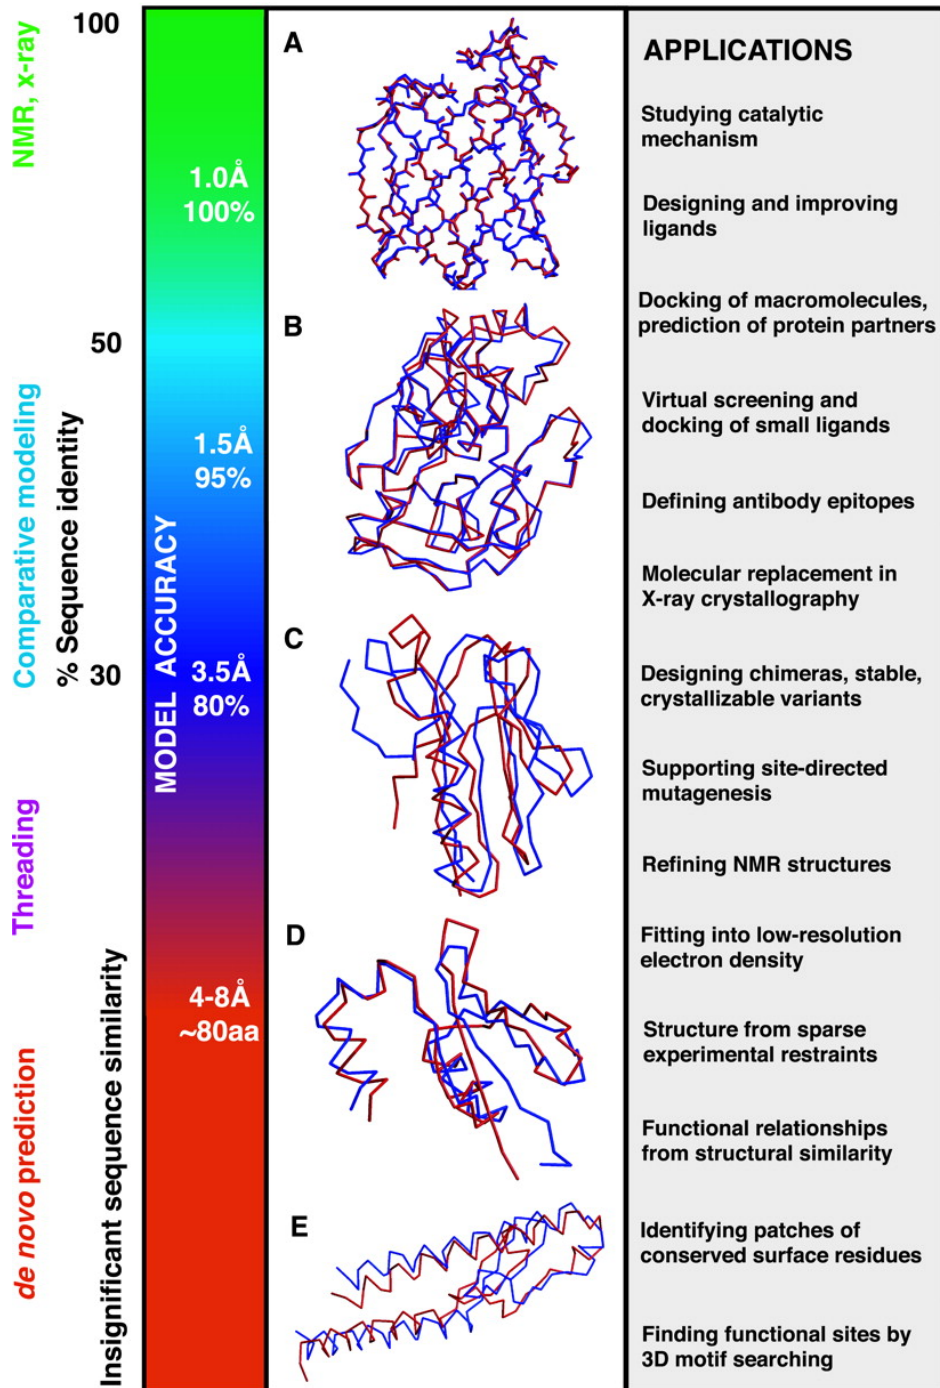 NMR, x-ray
Comparative modeling
Threading
de novo prediction
100
50
% Sequence identity
30
Insignificant sequence similarity
1.0Å
100%
1.5Å
95%
MODEL ACCURACY
3.5Å
80%
4-8Å
~80aa
A
B
C
D
E
APPLICATIONS
Studying catalytic
mechanism
Designing and improving
ligands
Docking of macromolecules,
prediction of protein partners
Virtual screening and
docking of small ligands
Defining antibody epitopes
Molecular replacement in
X-ray crystallography
Designing chimeras, stable,
crystallizable variants
Supporting site-directed
mutagenesis
Refining NMR structures
Fitting into low-resolution
electron density
Structure from sparse
experimental restraints
Functional relationships
from structural similarity
Identifying patches of
conserved surface residues
Finding functional sites by
3D motif searching